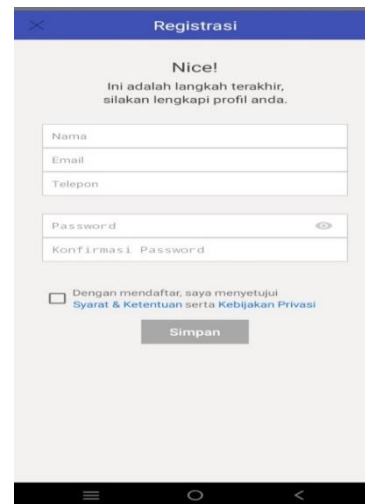 Registrasi
Nice!
Ini adalah langkah terakhir,
silakan lengkapi profil anda.
Nama
Email
Telepon
Password
Konfirmasi Password
Dengan mendaftar, saya menyetujui
Syarat & Ketentuan serta Kebijakan Privasi
Simpan